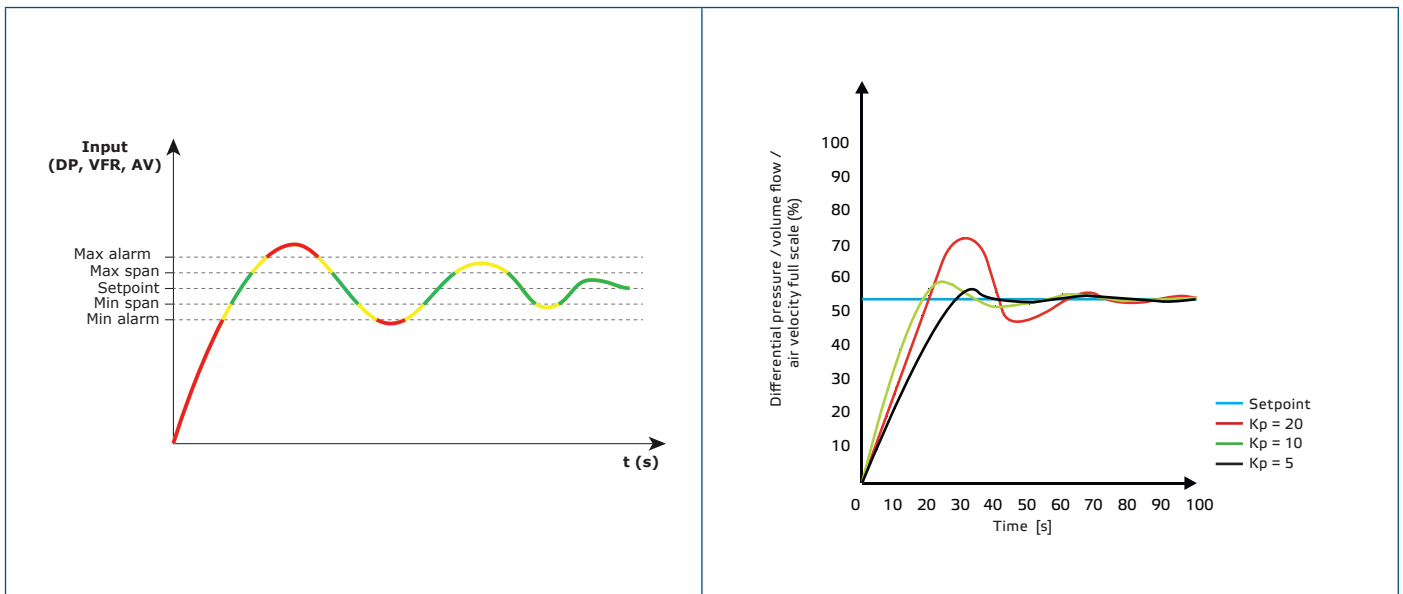 Input
(DP, VFR, AV)
Max alarm
Max span
Setpoint
Min span
Min alarm
t (s)
Differential pressure / volume flow /
air velocity full scale (%)
100
90
80
70
60
50
40
30
20
10
0 10 20 30 40 50 60 70 80 90 100
Time [s]
Setpoint
Kp = 20
Kp = 10
Kp = 5